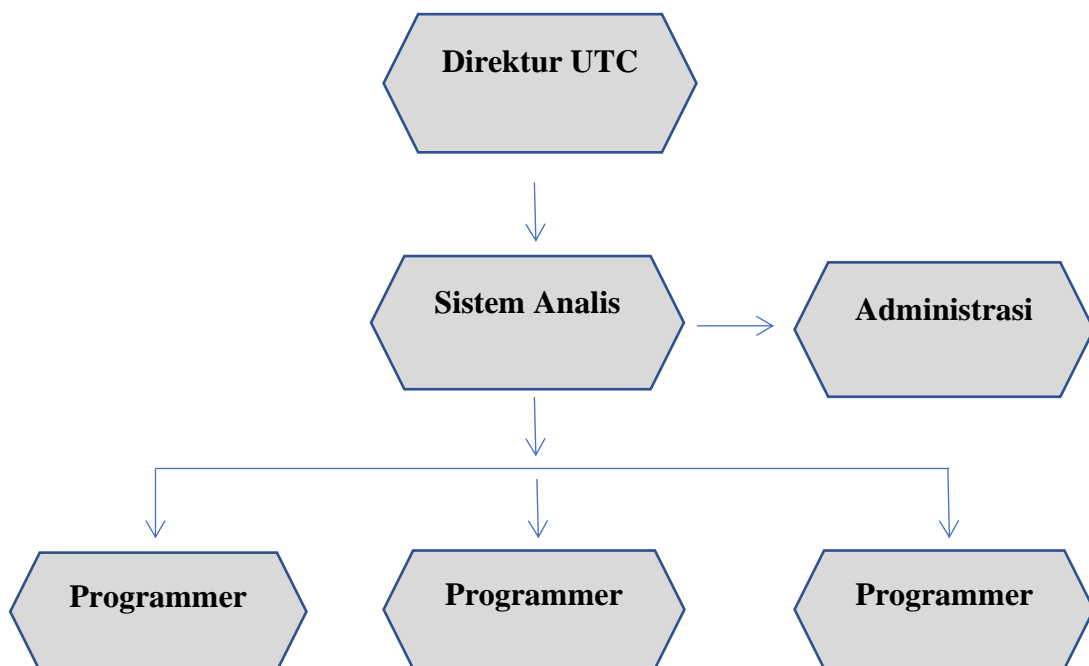 Direktur UTC
Sistem Analis
Administrasi
Programmer
Programmer
Programmer